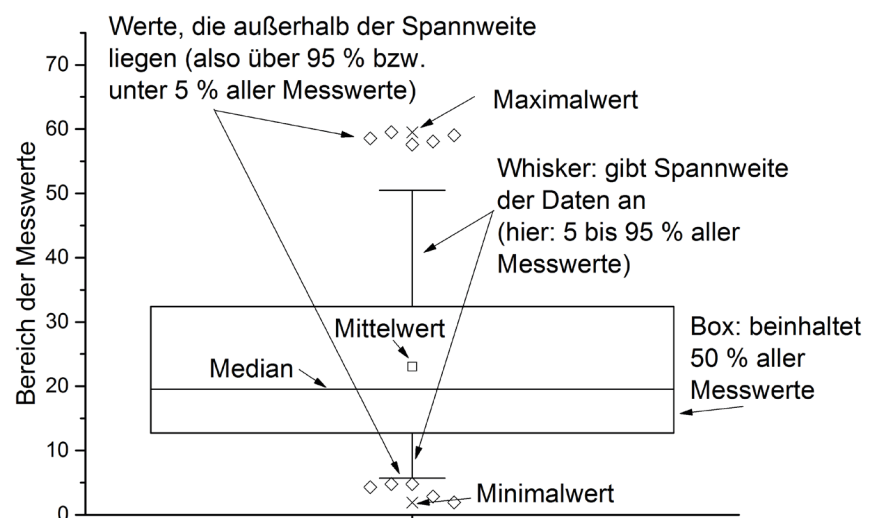 Werte, die außerhalb der Spannweite
liegen (also über 95 % bzw.
unter 5 % aller Messwerte)
Maximalwert
Whisker: gibt Spannweite
der Daten an
(hier: 5 bis 95 % aller
Messwerte)
Mittelwert
Median
Box: beinhaltet
50 % aller
Messwerte
Minimalwert
Bereich der Messwerte
70
60
50
40
30
20
10
0